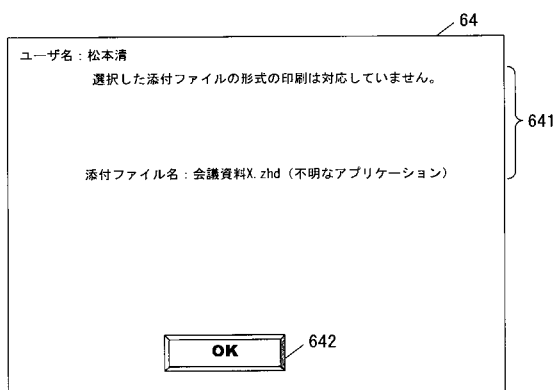 64
ユーザ名：松本清
選択した添付ファイルの形式の印刷は対応していません。
641
添付ファイル名：会議資料X.zhd（不明なアプリケーション）
OK
642